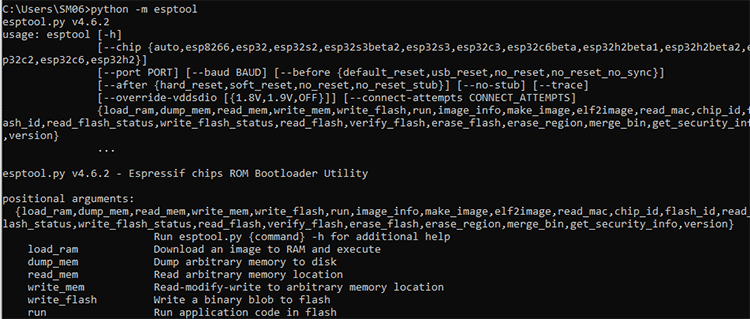 C:\Users\SM06>python -m esptool
esptool.py v4.6.2
usage: esptool [-h]
[--chip {auto,esp8266,esp32,esp32s2,esp32s3beta2,esp32s3,esp32c3,esp32c6beta,esp32h2beta1,esp32h2beta2,e
p32c2,esp32c6,esp32h2}]
[--port PORT] [--baud BAUD] [--before {default_reset,usb_reset,no_reset,no_reset_no_sync}]
[--after {hard_reset,soft_reset,no_reset,no_reset_stub}] [--no-stub] [--trace]
[--override-vddsdio [{1.8V,1.9V,OFF}]] [--connect-attempts CONNECT_ATTEMPTS]
{load_ram,dump_mem,read_mem,write_mem,write_flash,run,image_info,make_image,elf2image,read_mac,chip_id,f
ash_id,read_flash_status,write_flash_status,read_flash,verify_flash,erase_flash,erase_region,merge_bin,get_security_inf
,version}
...
esptool.py v4.6.2 - Espressif chips ROM Bootloader Utility
positional arguments:
{load_ram,dump_mem,read_mem,write_mem,write_flash,run,image_info,make_image,elf2image,read_mac,chip_id,flash_id,read
lash_status,write_flash_status,read_flash,verify_flash,erase_flash,erase_region,merge_bin,get_security_info,version}
Run esptool.py {command} -h for additional help
load_ram Download an image to RAM and execute
dump_mem Dump arbitrary memory to disk
read_mem Read arbitrary memory location
write_mem Read-modify-write to arbitrary memory location
write_flash Write a binary blob to flash
run Run application code in flash